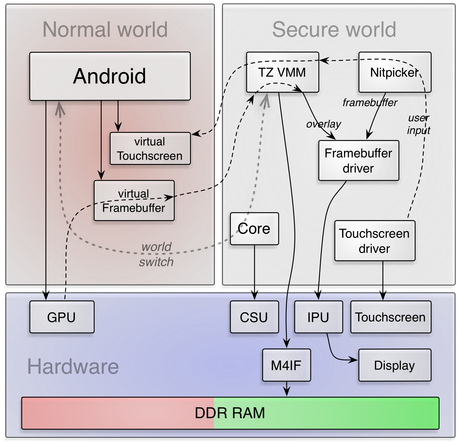 Normal world
Secure world
Android
TZ VMM
Nitpicker
framebuffer
user
input
overlay
virtual
Touchscreen
Framebuffer
driver
virtual
Framebuffer
Core
Touchscreen
driver
world
switch
GPU
CSU
IPU
Touchscreen
Hardware
M4IF
Display
DDR RAM